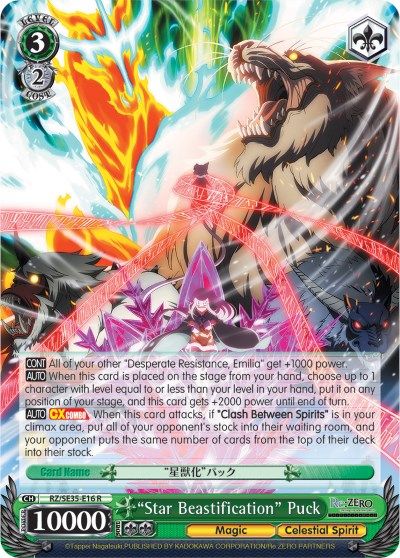 LEVEL
3
2
COST
CONT All of your other "Desperate Resistance, Emilia" get +1000 power.
AUTO When this card is placed on the stage from your hand, choose up to 1
character with level equal to or less than your level in your hand, put it on any
position of your stage, and this card gets +2000 power until end of turn.
AUTO CXCOMBO When this card attacks, if "Clash Between Spirits" is in your
climax area, put all of your opponent's stock into their waiting room, and
your opponent puts the same number of cards from the top of their deck
into their stock.
Card Name
“星獣化”パック
CH RZ/SE35-E16 R
10000
“Star Beastification” Puck
Re:ZERO
Magic
Celestial Spirit
©Tappei Nagatsuki,PUBLISHED BY KADOKAWA CORPORATION/Re:ZERO PARTNERS